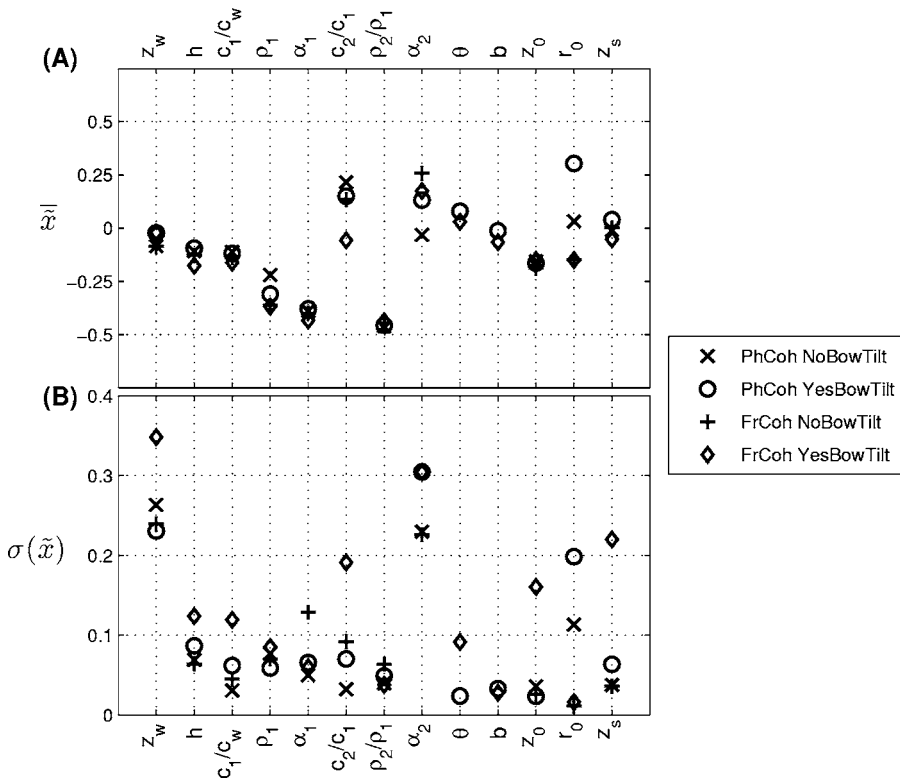 z_w h c_1/c_w ρ_1 α_1 c_2/c_1 ρ_2/ρ_1 α_2 θ b z_0 r_0 z_s
(A)
0.5
0.25
0
−0.25
−0.5
x̃̄
PhCoh NoBowTilt
PhCoh YesBowTilt
FrCoh NoBowTilt
FrCoh YesBowTilt
(B)
0.4
0.3
0.2
0.1
0
σ(x̃)
z_w h c_1/c_w ρ_1 α_1 c_2/c_1 ρ_2/ρ_1 α_2 θ b z_0 r_0 z_s